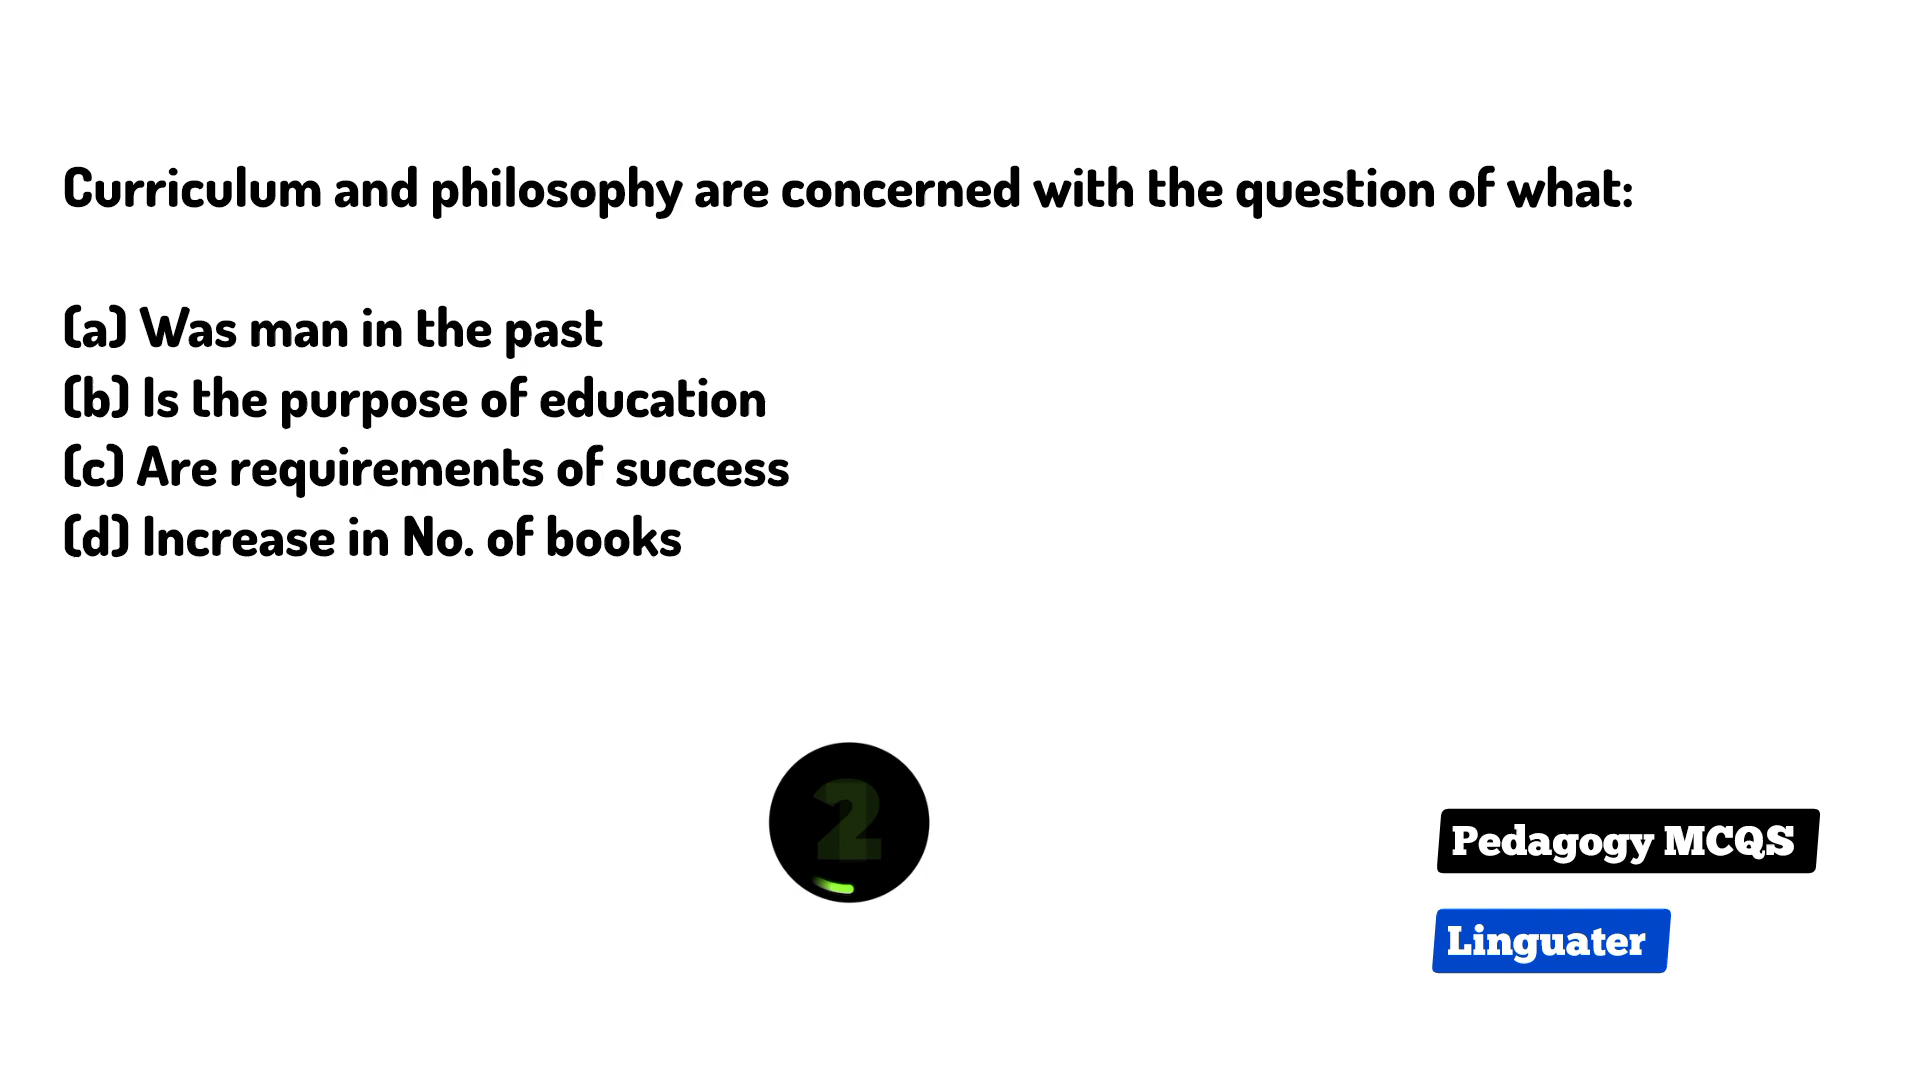 Curriculum and philosophy are concerned with the question of what:
(a) Was man in the past
(b) Is the purpose of education
(c) Are requirements of success
(d) Increase in No. of books
2
Pedagogy MCQS
Linguater